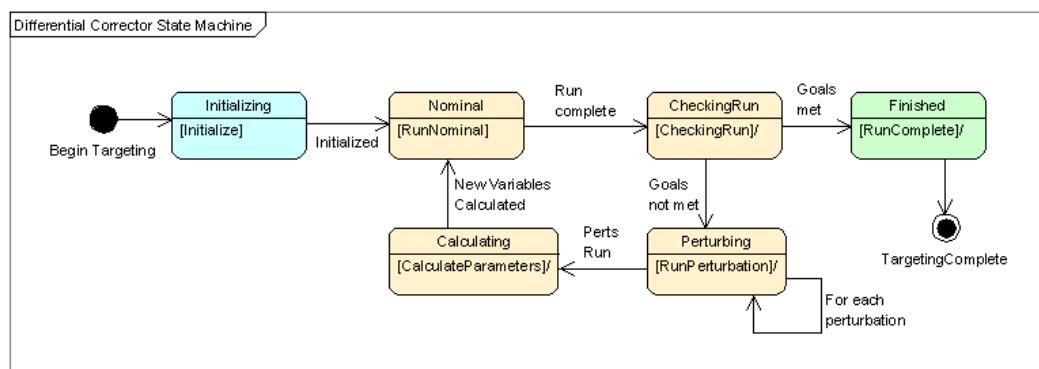 Differential Corrector State Machine
Begin Targeting
Initializing
[Initialize]
Initialized
Nominal
[RunNominal]
Run
complete
CheckingRun
[CheckingRun]/
Goals
met
Finished
[RunComplete]/
New Variables
Calculated
Goals
not met
Calculating
[CalculateParameters]/
Perts
Run
Perturbing
[RunPerturbation]/
TargetingComplete
For each
perturbation